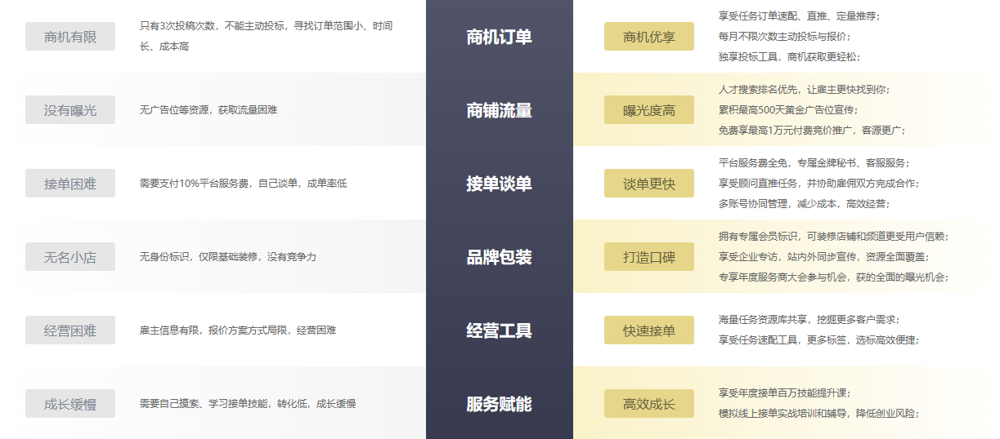 商机有限
只有3次投稿次数，不能主动投标，寻找订单范围小、时间
长、成本高
商机订单
商机优享
享受任务订单速配、直推、定量推荐；
每月不限次数主动投标与报价；
独享投标工具，商机获取更轻松；
没有曝光
无广告位等资源，获取流量困难
商铺流量
曝光度高
人才搜索排名优先，让雇主更快找到你；
累积最高500天黄金广告位宣传；
免费享最高1万元付费竞价推广，客源更广；
接单困难
需要支付10%平台服务费，自己谈单，成单率低
接单谈单
谈单更快
平台服务费全免，专属金牌秘书、客服服务；
享受顾问直推任务，并协助雇佣双方完成合作；
多账号协同管理，减少成本，高效经营；
无名小店
无身份标识，仅限基础装修，没有竞争力
品牌包装
打造口碑
拥有专属会员标识，可装修店铺和频道更受用户信赖；
享受企业专访，站内外同步宣传，资源全面覆盖；
专享年度服务商大会参与机会，获的全面的曝光机会；
经营困难
雇主信息有限，报价方案方式局限，经营困难
经营工具
快速接单
海量任务资源库共享，挖掘更多客户需求；
享受任务速配工具，更多标签，选标高效便捷；
成长缓慢
需要自己摸索、学习接单技能，转化低，成长缓慢
服务赋能
高效成长
享受年度接单百万技能提升课；
模拟线上接单实战培训和辅导，降低创业风险；